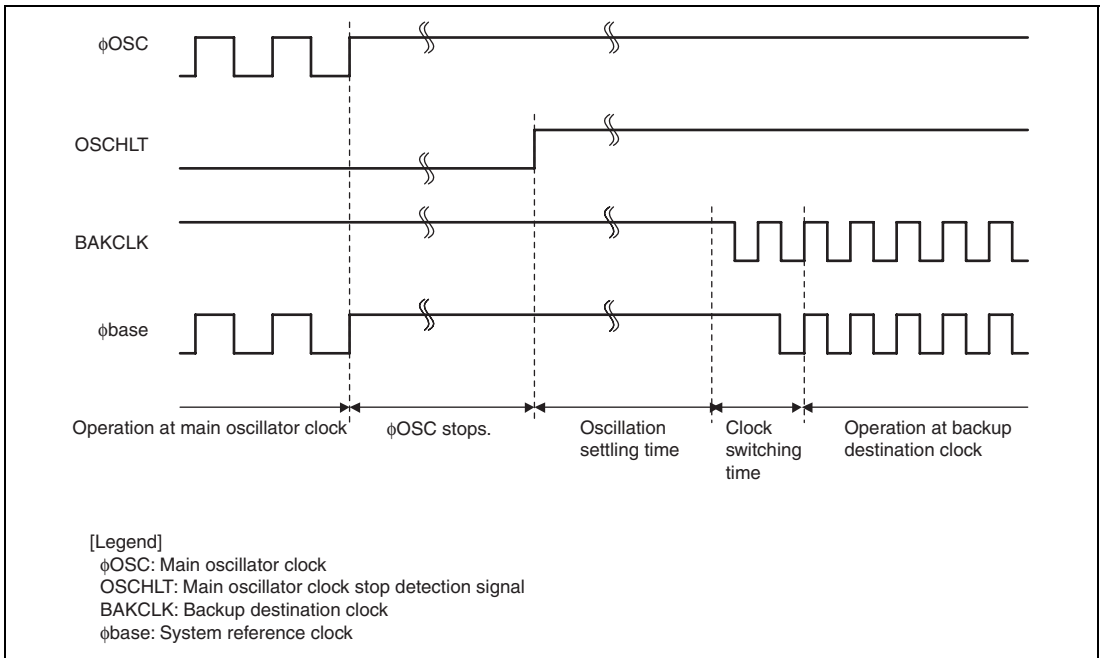 ϕOSC
OSCHLT
BAKCLK
ϕbase
Operation at main oscillator clock
ϕOSC stops.
Oscillation
settling time
Clock
switching
time
Operation at backup
destination clock
[Legend]
ϕOSC: Main oscillator clock
OSCHLT: Main oscillator clock stop detection signal
BAKCLK: Backup destination clock
ϕbase: System reference clock